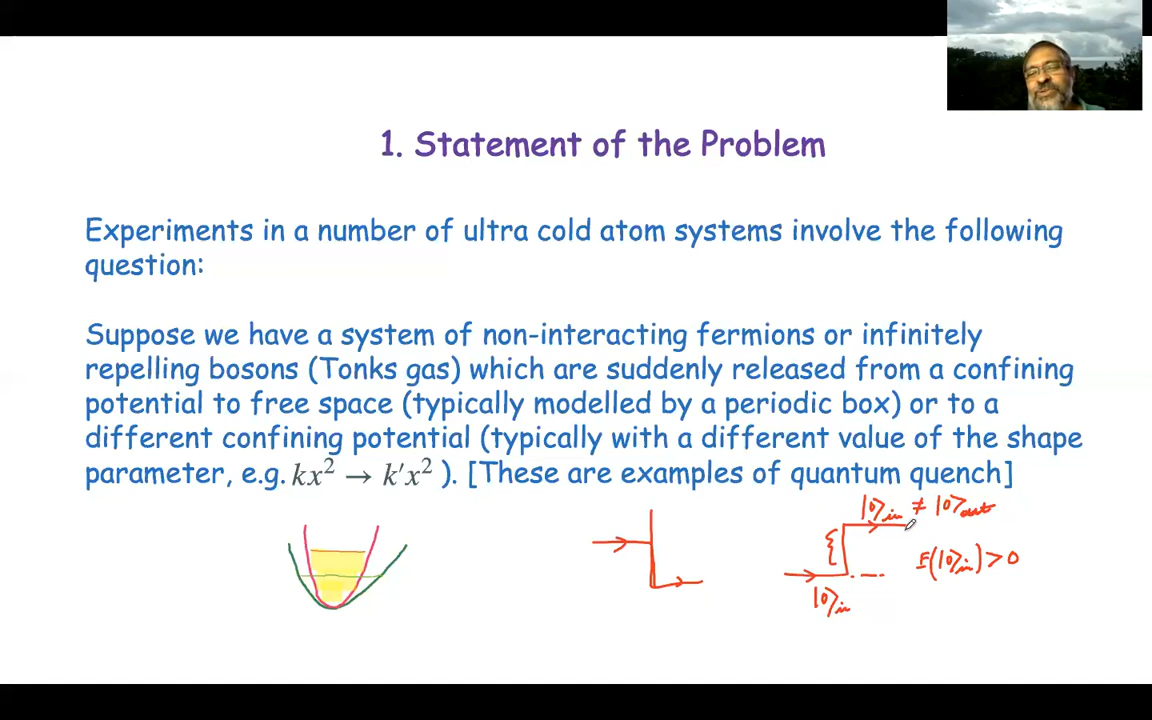 1. Statement of the Problem
Experiments in a number of ultra cold atom systems involve the following
question:
Suppose we have a system of non-interacting fermions or infinitely
repelling bosons (Tonks gas) which are suddenly released from a confining
potential to free space (typically modelled by a periodic box) or to a
different confining potential (typically with a different value of the shape
parameter, e.g. kx² → k′x² ). [These are examples of quantum quench]
|0⟩in ≠ |0⟩out
E(|0⟩in) > 0
|0⟩in